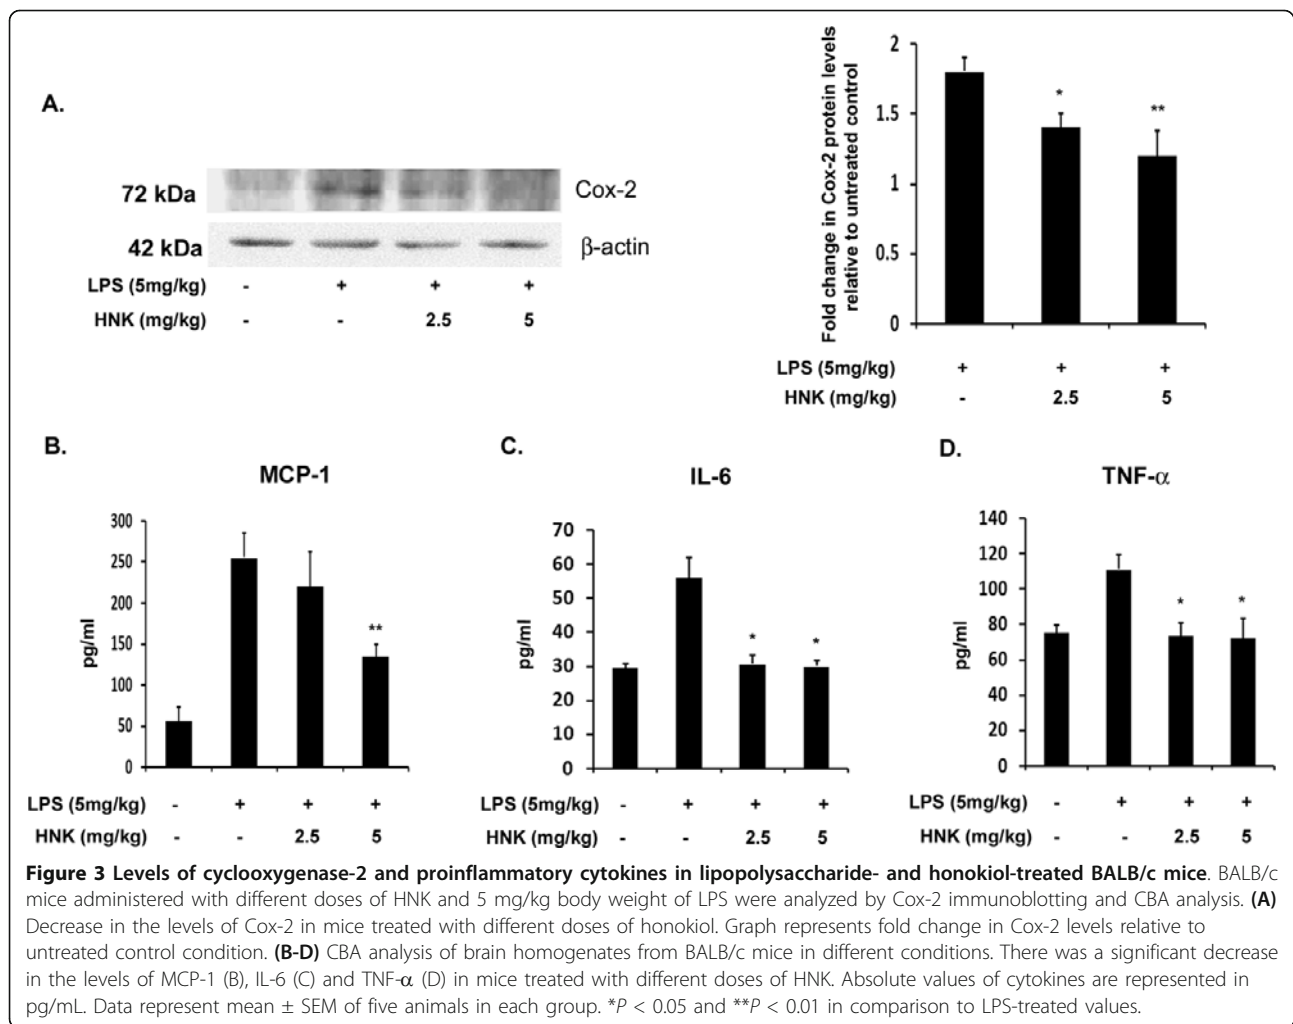 A.
72 kDa
Cox-2
42 kDa
β-actin
LPS (5mg/kg) - + + +
HNK (mg/kg) - - 2.5 5
Fold change in Cox-2 protein levels
relative to untreated control
2
1.5
1
0.5
0
*
**
LPS (5mg/kg) + + +
HNK (mg/kg) - 2.5 5
B.
MCP-1
pg/ml
300
250
200
150
100
50
0
**
LPS (5mg/kg) - + + +
HNK (mg/kg) - - 2.5 5
C.
IL-6
pg/ml
70
60
50
40
30
20
10
0
*
*
LPS (5mg/kg) - + + +
HNK (mg/kg) - - 2.5 5
D.
TNF-α
pg/ml
140
120
100
80
60
40
20
0
*
*
LPS (5mg/kg) - + + +
HNK (mg/kg) - - 2.5 5
Figure 3 Levels of cyclooxygenase-2 and proinflammatory cytokines in lipopolysaccharide- and honokiol-treated BALB/c mice. BALB/c
mice administered with different doses of HNK and 5 mg/kg body weight of LPS were analyzed by Cox-2 immunoblotting and CBA analysis. (A)
Decrease in the levels of Cox-2 in mice treated with different doses of honokiol. Graph represents fold change in Cox-2 levels relative to
untreated control condition. (B-D) CBA analysis of brain homogenates from BALB/c mice in different conditions. There was a significant decrease
in the levels of MCP-1 (B), IL-6 (C) and TNF-α (D) in mice treated with different doses of HNK. Absolute values of cytokines are represented in
pg/mL. Data represent mean ± SEM of five animals in each group. *P < 0.05 and **P < 0.01 in comparison to LPS-treated values.